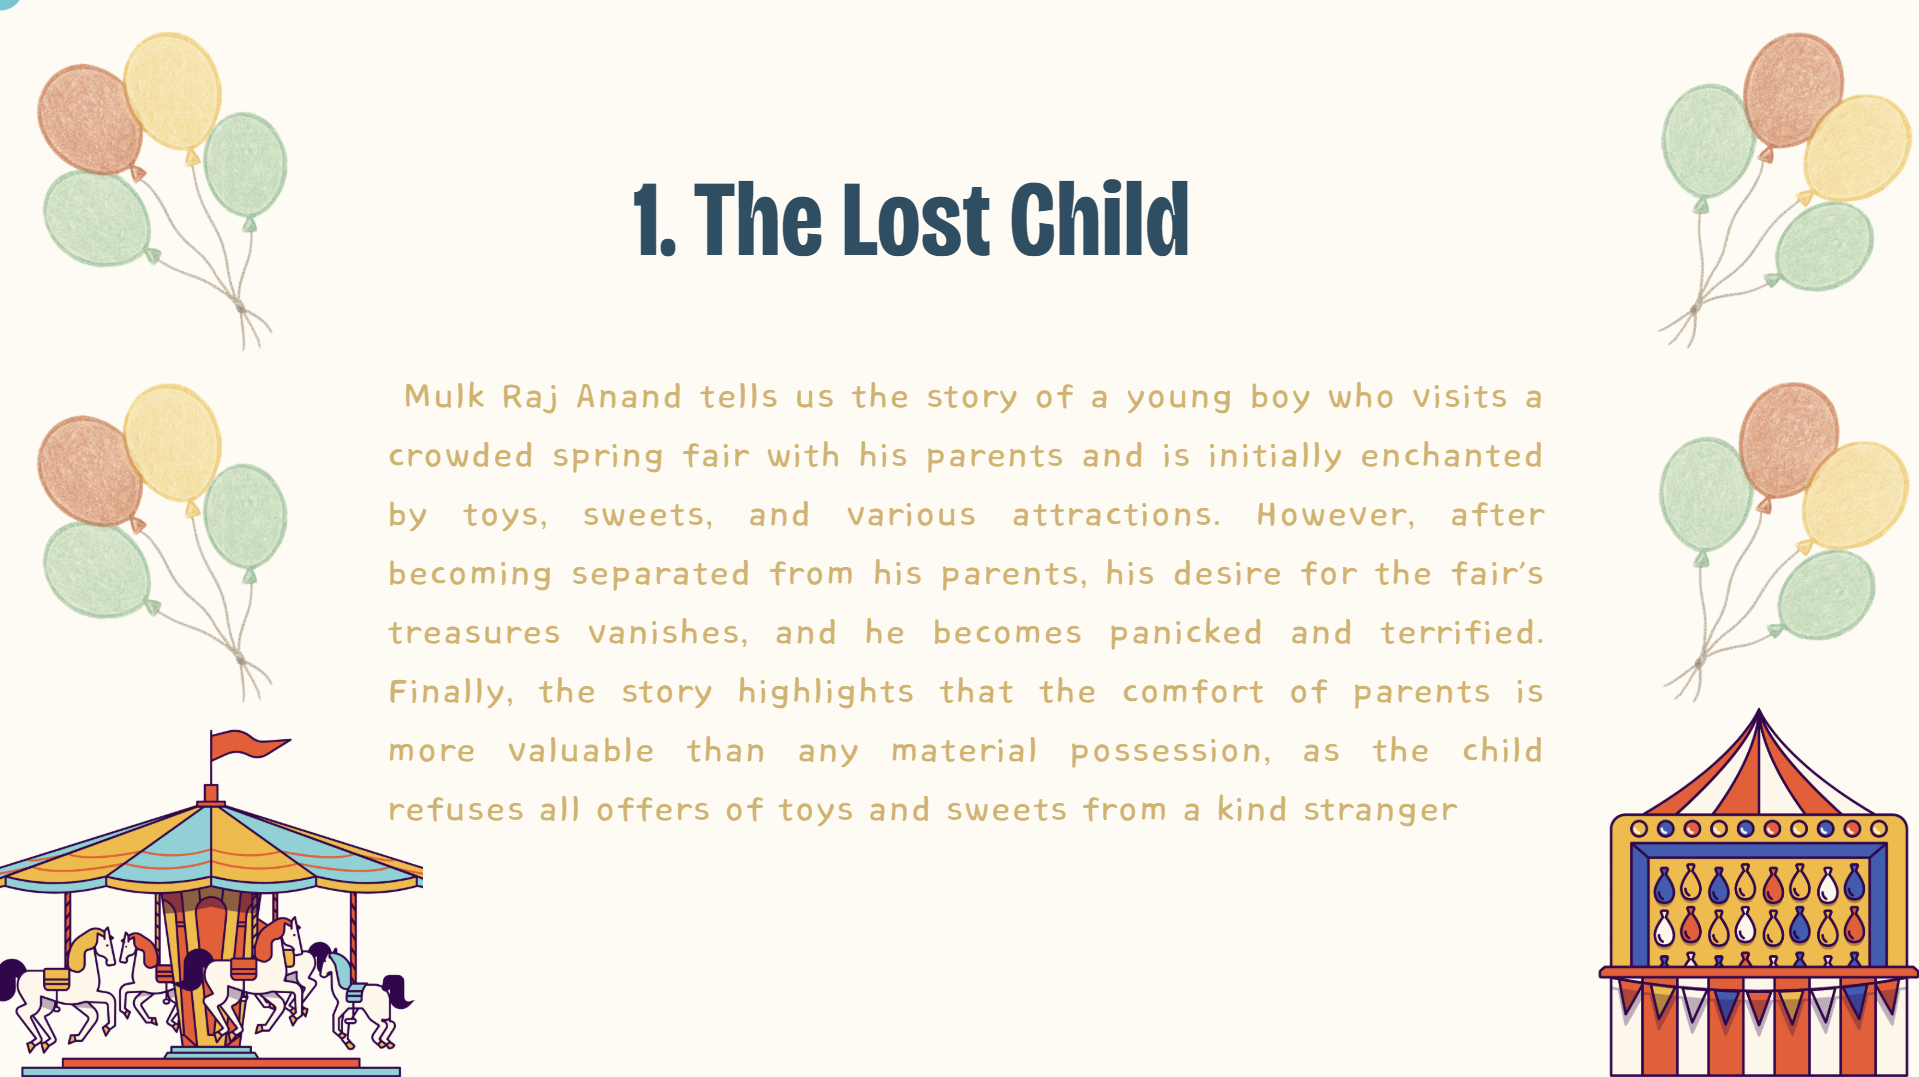 1. The Lost Child
Mulk Raj Anand tells us the story of a young boy who visits a
crowded spring fair with his parents and is initially enchanted
by toys, sweets, and various attractions. However, after
becoming separated from his parents, his desire for the fair's
treasures vanishes, and he becomes panicked and terrified.
Finally, the story highlights that the comfort of parents is
more valuable than any material possession, as the child
refuses all offers of toys and sweets from a kind stranger